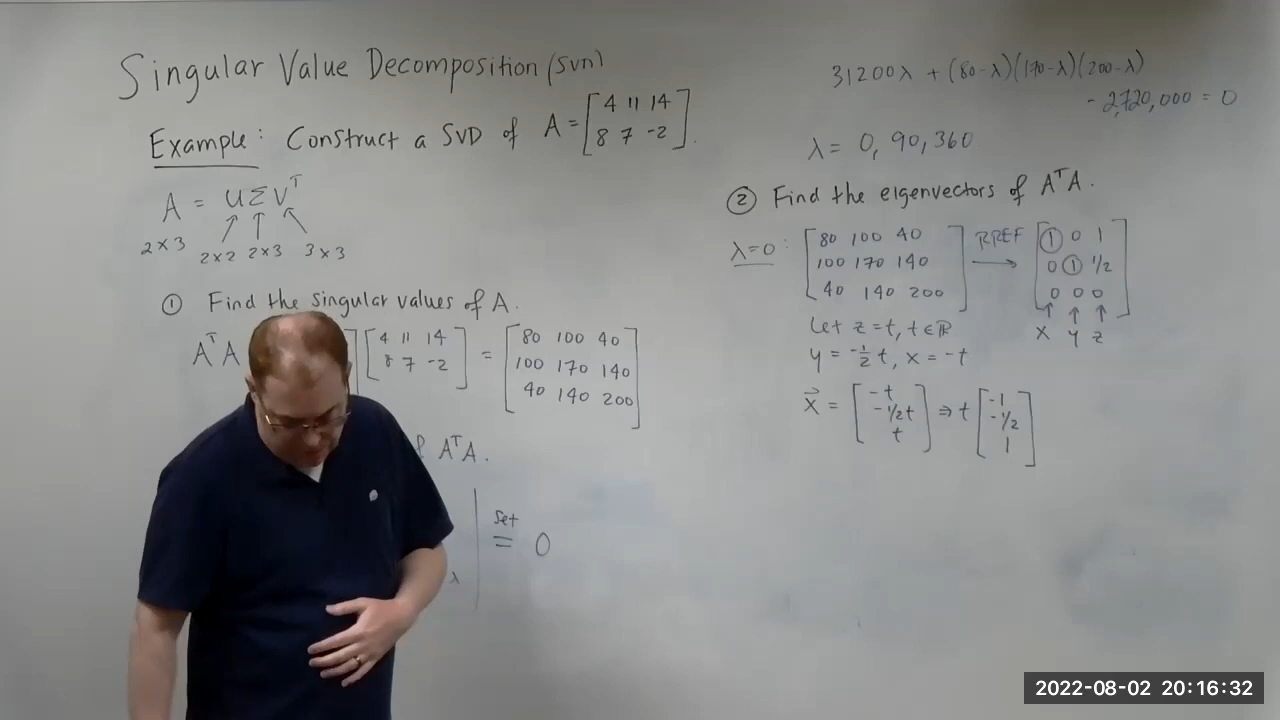 Singular Value Decomposition (SVD)
Example: Construct a SVD of A = [4 11 14
8 7 -2].
A = UΣV^T
2×3 2×2 2×3 3×3
① Find the singular values of A.
A^T A [4 11 14
8 7 -2] = [80 100 40
100 170 140
40 140 200]
A^T A.
λ
set
= 0
31200λ + (80-λ)(170-λ)(200-λ)
- 2,720,000 = 0
λ = 0, 90, 360
② Find the eigenvectors of A^T A.
λ=0: [80 100 40
100 170 140
40 140 200] RREF → [1 0 1
0 1 1/2
0 0 0]
x y z
Let z = t, t ∈ ℝ
y = -1/2 t, x = -t
x⃗ = [-t
-1/2t
t] ⇒ t [-1
-1/2
1]
2022-08-02 20:16:32